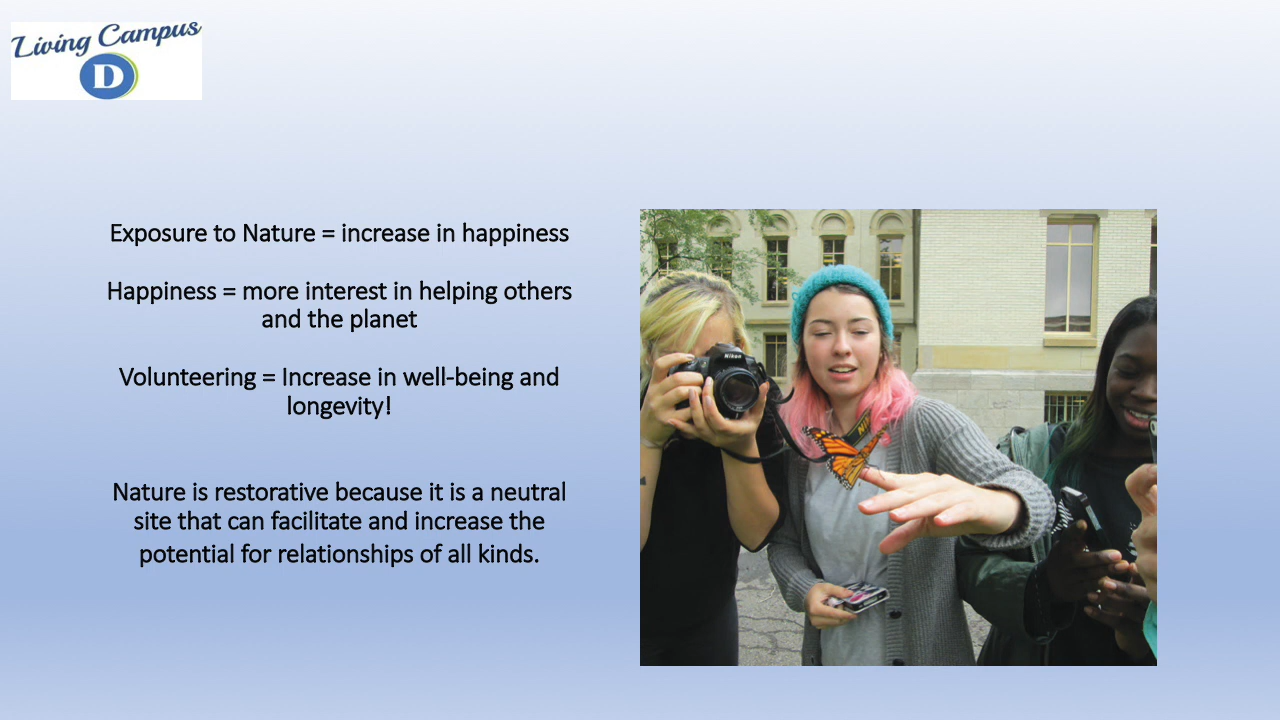 Living Campus
D
Exposure to Nature = increase in happiness
Happiness = more interest in helping others
and the planet
Volunteering = Increase in well-being and
longevity!
Nature is restorative because it is a neutral
site that can facilitate and increase the
potential for relationships of all kinds.
Nikon